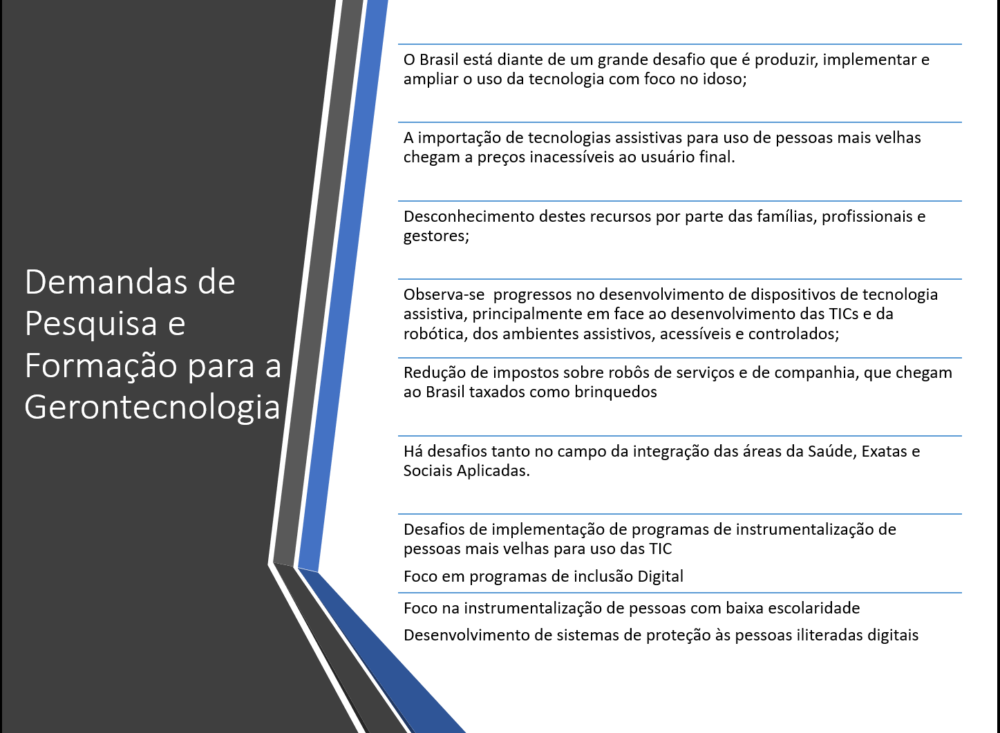 Demandas de
Pesquisa e
Formação para a
Gerontecnologia
O Brasil está diante de um grande desafio que é produzir, implementar e
ampliar o uso da tecnologia com foco no idoso;
A importação de tecnologias assistivas para uso de pessoas mais velhas
chegam a preços inacessíveis ao usuário final.
Desconhecimento destes recursos por parte das famílias, profissionais e
gestores;
Observa-se  progressos no desenvolvimento de dispositivos de tecnologia
assistiva, principalmente em face ao desenvolvimento das TICs e da
robótica, dos ambientes assistivos, acessíveis e controlados;
Redução de impostos sobre robôs de serviços e de companhia, que chegam
ao Brasil taxados como brinquedos
Há desafios tanto no campo da integração das áreas da Saúde, Exatas e
Sociais Aplicadas.
Desafios de implementação de programas de instrumentalização de
pessoas mais velhas para uso das TIC
Foco em programas de inclusão Digital
Foco na instrumentalização de pessoas com baixa escolaridade
Desenvolvimento de sistemas de proteção às pessoas iliteradas digitais